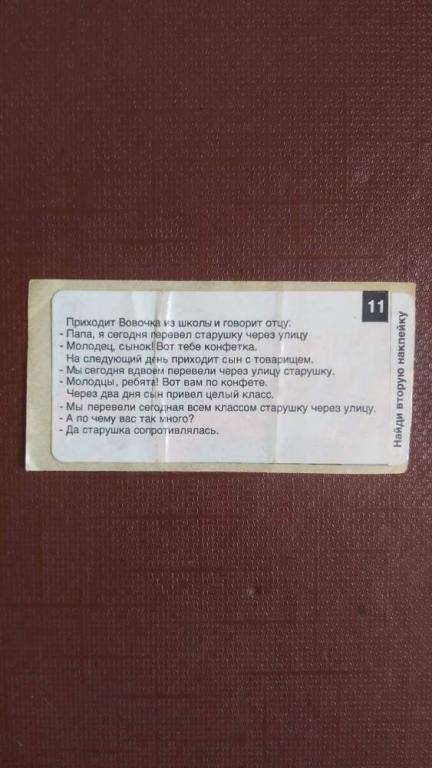 Приходит Вовочка из школы и говорит отцу:
- Папа, я сегодня перевел старушку через улицу
- Молодец, сынок! Вот тебе конфетка.
На следующий день приходит сын с товарищем.
- Мы сегодня вдвоем перевели через улицу старушку.
- Молодцы, ребята! Вот вам по конфете.
Через два дня сын привел целый класс.
- Мы перевели сегодная всем классом старушку через улицу.
- А по чему вас так много?
- Да старушка сопротивлялась.
11
Найди вторую наклейку